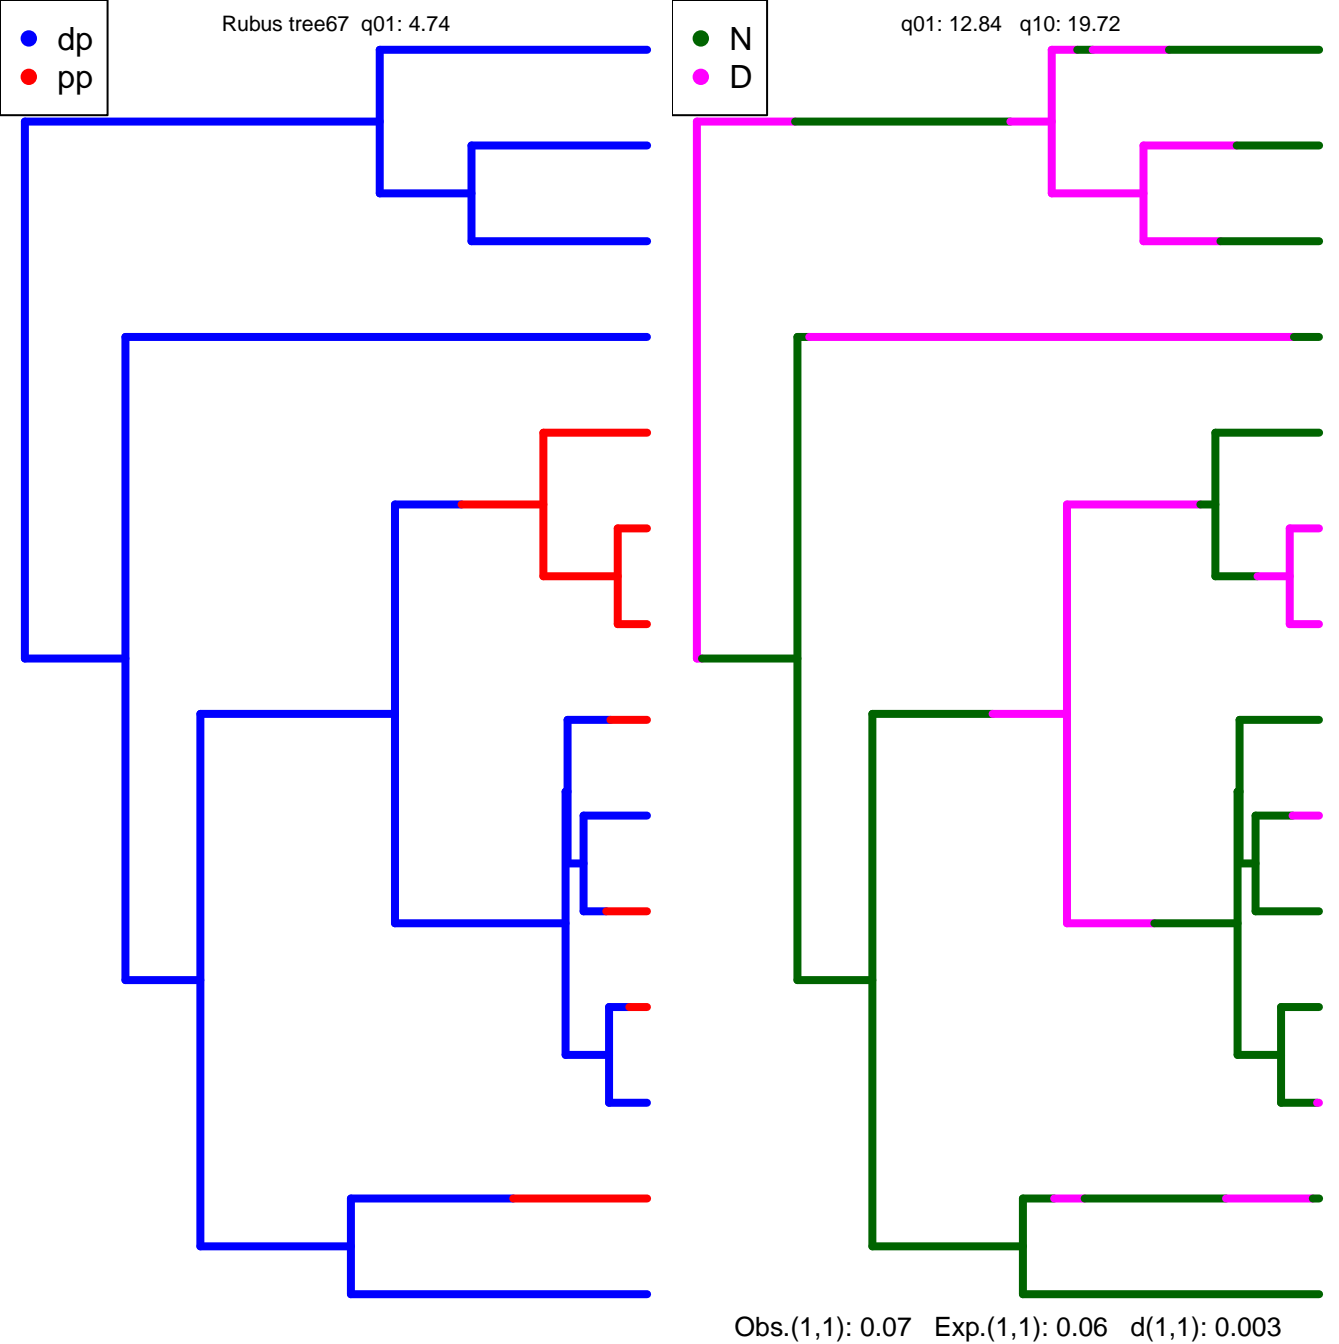 Rubus tree67 q01: 4.74
dp
pp
q01: 12.84 q10: 19.72
N
D
Obs.(1,1): 0.07 Exp.(1,1): 0.06 d(1,1): 0.003